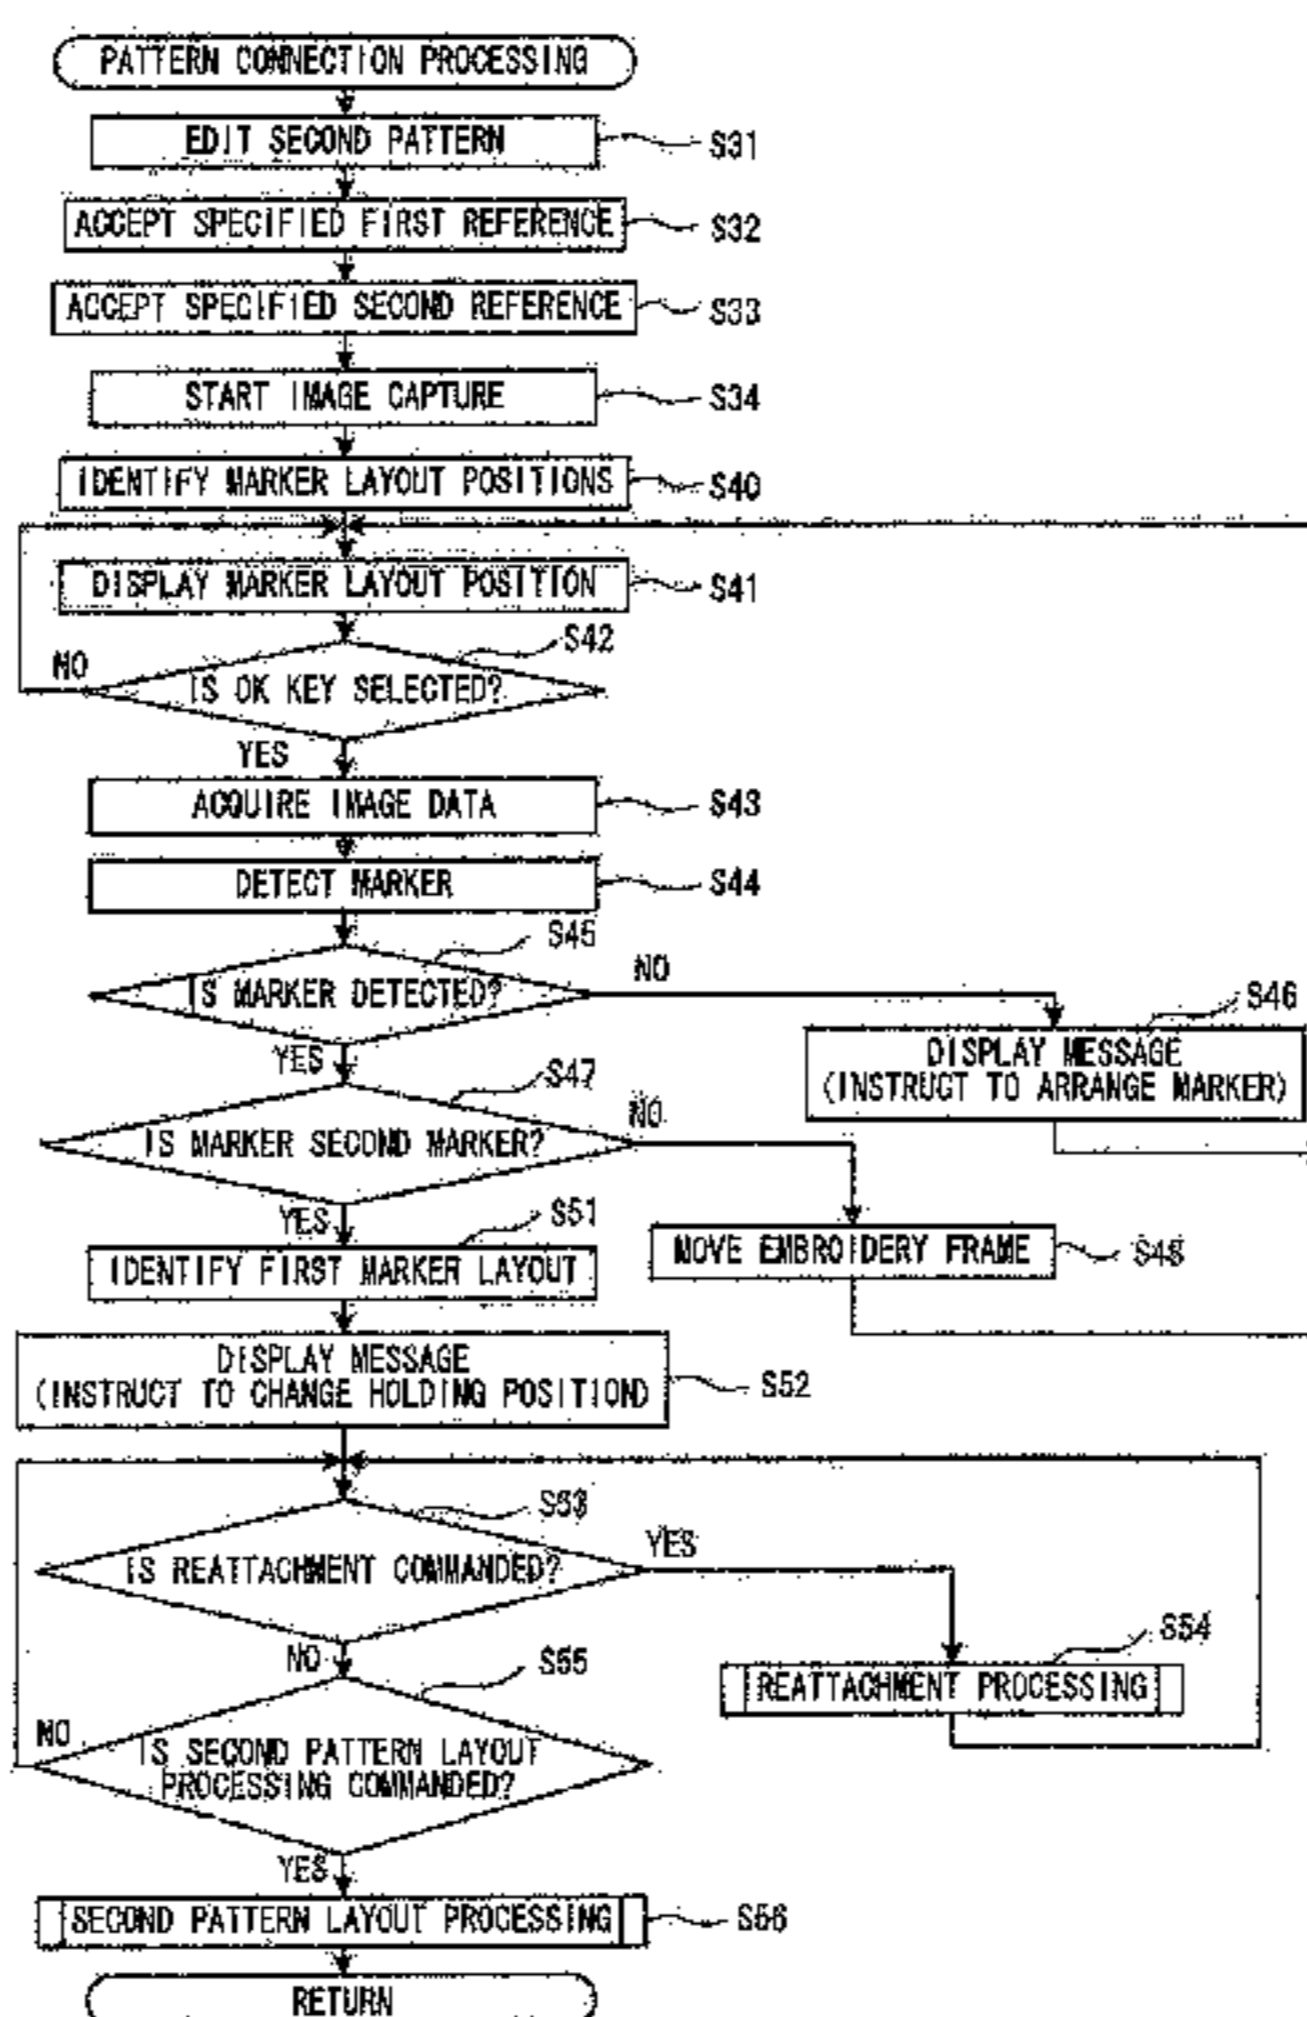 PATTERN CONNECTION PROCESSING
EDIT SECOND PATTERN
S31
ACCEPT SPECIFIED FIRST REFERENCE
S32
ACCEPT SPECIFIED SECOND REFERENCE
S33
START IMAGE CAPTURE
S34
IDENTIFY MARKER LAYOUT POSITIONS
S40
DISPLAY MARKER LAYOUT POSITION
S41
S42
NO
IS OK KEY SELECTED?
YES
ACQUIRE IMAGE DATA
S43
DETECT MARKER
S44
S45
IS MARKER DETECTED?
NO
S46
DISPLAY MESSAGE
(INSTRUCT TO ARRANGE MARKER)
YES
S47
IS MARKER SECOND MARKER?
NO
YES
S51
IDENTIFY FIRST MARKER LAYOUT
MOVE EMBROIDERY FRAME
S48
DISPLAY MESSAGE
(INSTRUCT TO CHANGE HOLDING POSITION)
S52
S53
IS REATTACHMENT COMMANDED?
YES
S54
REATTACHMENT PROCESSING
NO
S55
NO
IS SECOND PATTERN LAYOUT
PROCESSING COMMANDED?
YES
SECOND PATTERN LAYOUT PROCESSING
S56
RETURN